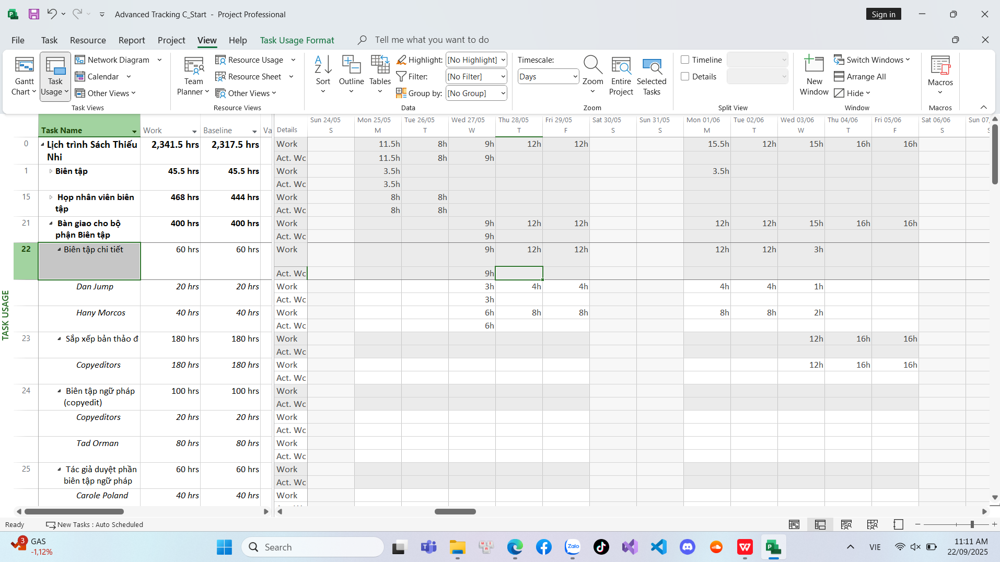 Advanced Tracking C_Start - Project Professional
Sign in
File Task Resource Report Project View Help Task Usage Format Tell me what you want to do
Gantt Chart
Task Usage
Network Diagram
Calendar
Other Views
Task Views
Team Planner
Resource Usage
Resource Sheet
Other Views
Resource Views
Sort
Outline
Tables
Highlight: [No Highlight]
Filter: [No Filter]
Group by: [No Group]
Data
Timescale:
Days
Zoom
Entire Project
Selected Tasks
Zoom
Timeline
Details
Split View
New Window
Switch Windows
Arrange All
Hide
Window
Macros
Macros
Sun 24/05 Mon 25/05 Tue 26/05 Wed 27/05 Thu 28/05 Fri 29/05 Sat 30/05 Sun 31/05 Mon 01/06 Tue 02/06 Wed 03/06 Thu 04/06 Fri 05/06 Sat 06/06 Sun 07/
Task Name Work Baseline Va Details S M T W T F S S M T W T F S
0 Lịch trình Sách Thiếu 2,341.5 hrs 2,317.5 hrs Work 11.5h 8h 9h 12h 12h 15.5h 12h 15h 16h 16h
Nhi Act. Wc 11.5h 8h 9h
1 Biên tập 45.5 hrs 45.5 hrs Work 3.5h 3.5h
Act. Wc 3.5h
15 Họp nhân viên biên 468 hrs 444 hrs Work 8h 8h
tập Act. Wc 8h 8h
21 Bàn giao cho bộ 400 hrs 400 hrs Work 9h 12h 12h 12h 12h 15h 16h 16h
phận Biên tập Act. Wc 9h
22 Biên tập chi tiết 60 hrs 60 hrs Work 9h 12h 12h 12h 12h 3h
Act. Wc 9h
Dan Jump 20 hrs 20 hrs Work 3h 4h 4h 4h 4h 1h
Act. Wc 3h
Hany Morcos 40 hrs 40 hrs Work 6h 8h 8h 8h 8h 2h
Act. Wc 6h
23 Sắp xếp bản thảo đ 180 hrs 180 hrs Work 12h 16h 16h
Act. Wc
Copyeditors 180 hrs 180 hrs Work 12h 16h 16h
Act. Wc
24 Biên tập ngữ pháp 100 hrs 100 hrs Work
(copyedit) Act. Wc
Copyeditors 20 hrs 20 hrs Work
Act. Wc
Tad Orman 80 hrs 80 hrs Work
Act. Wc
25 Tác giả duyệt phần 60 hrs 60 hrs Work
biên tập ngữ pháp Act. Wc
Carole Poland 40 hrs 40 hrs Work
TASK USAGE
Ready New Tasks : Auto Scheduled
3 GAS
-1,12%
Search
Zalo
VIE
11:11 AM
22/09/2025